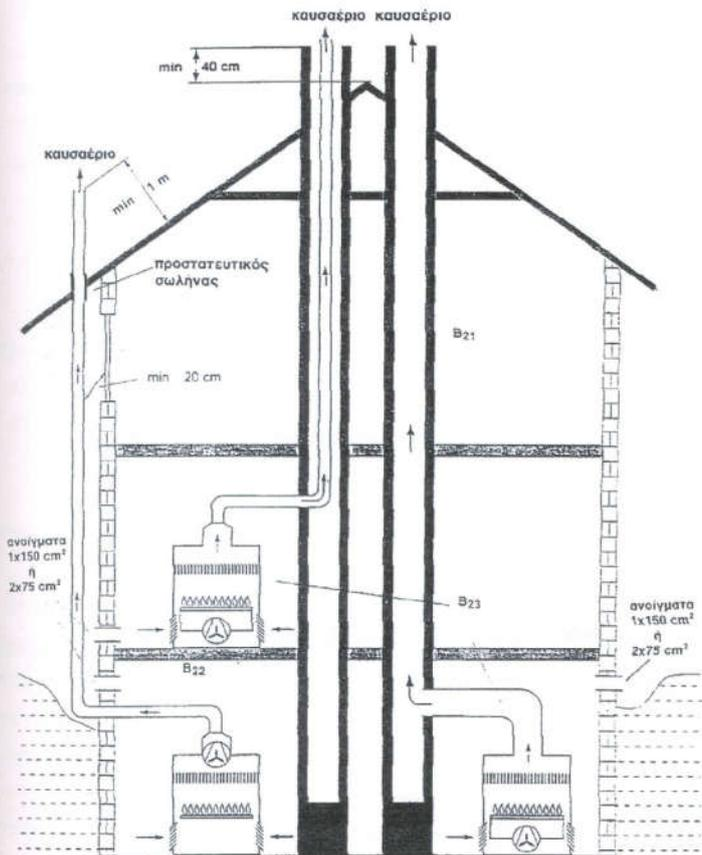 καυσαέριο καυσαέριο
min 40 cm
καυσαέριο
min 1 m
προστατευτικός
σωλήνας
B21
min 20 cm
ανοίγματα
1x150 cm²
ή
2x75 cm²
B23
ανοίγματα
1x150 cm²
ή
2x75 cm²
B22